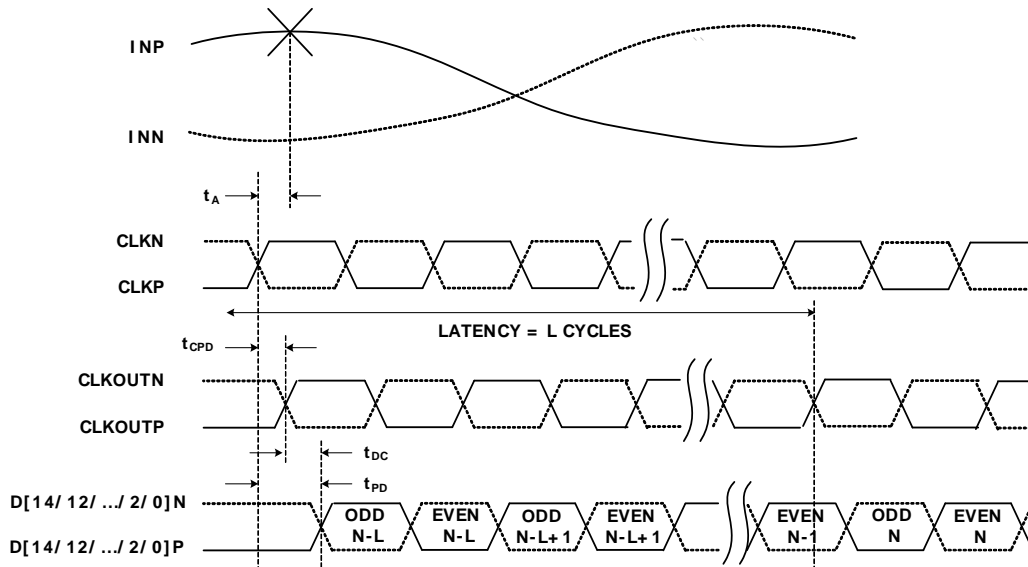 INP
INN
tA
CLKN
CLKP
LATENCY = L CYCLES
tCPD
CLKOUTN
CLKOUTP
tDC
tPD
D[14/12/.../2/0]N
D[14/12/.../2/0]P
ODD N-L
EVEN N-L
ODD N-L+1
EVEN N-L+1
EVEN N-1
ODD N
EVEN N